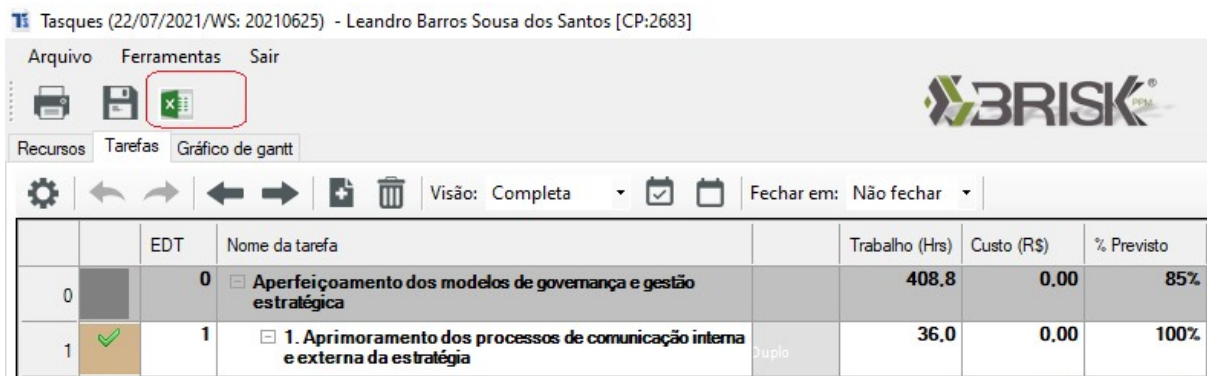 Tasques (22/07/2021/WS: 20210625) - Leandro Barros Sousa dos Santos [CP:2683]
Arquivo Ferramentas Sair
BRISK® PPM
Recursos Tarefas Gráfico de gantt
Visão: Completa Fechar em: Não fechar
EDT Nome da tarefa Trabalho (Hrs) Custo (R$) % Previsto
0 0 Aperfeiçoamento dos modelos de governança e gestão 408,8 0,00 85%
estratégica
1 1 1. Aprimoramento dos processos de comunicação interna 36,0 0,00 100%
e externa da estratégia Duplo